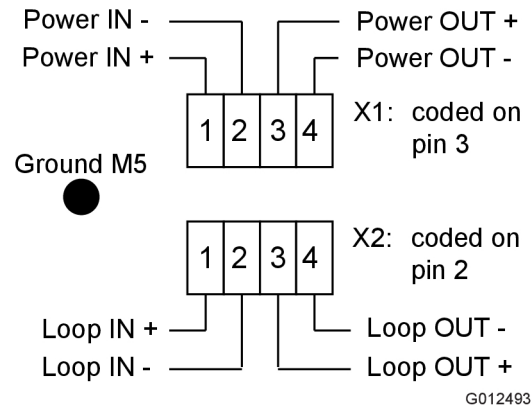 Power IN - Power OUT +
Power IN + Power OUT -
1 2 3 4 X1: coded on
pin 3
Ground M5
1 2 3 4 X2: coded on
pin 2
Loop IN + Loop OUT -
Loop IN - Loop OUT +
G012493